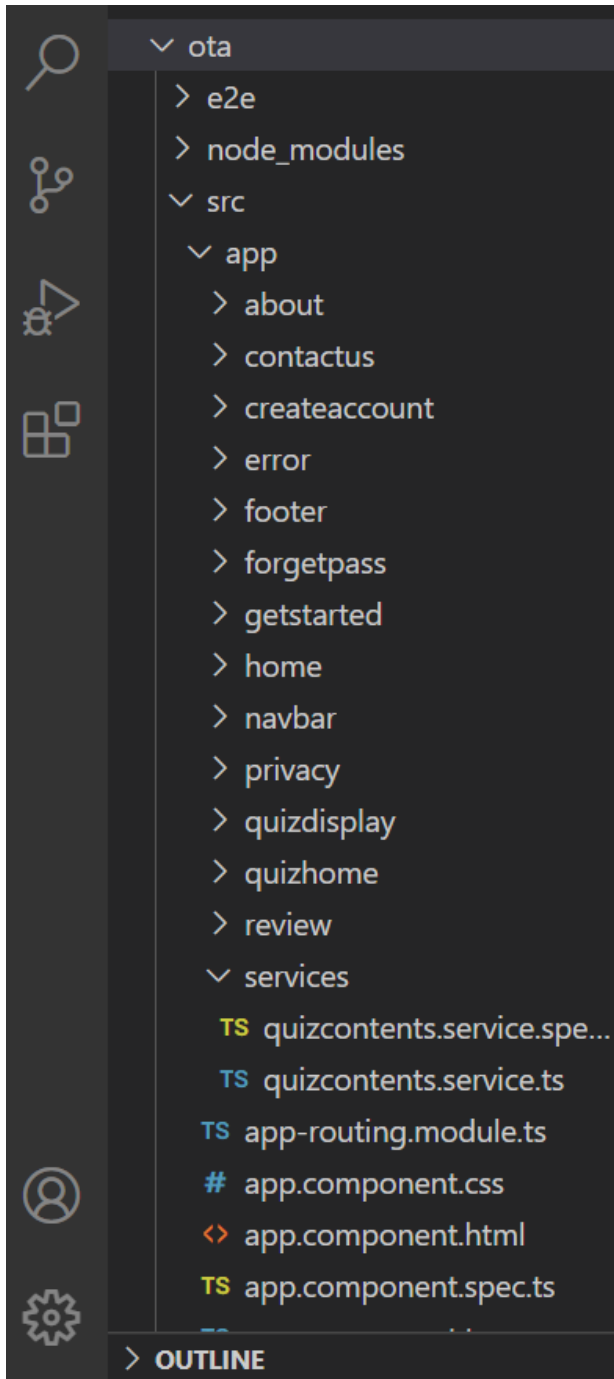 ota
e2e
node_modules
src
app
about
contactus
createaccount
error
footer
forgetpass
getstarted
home
navbar
privacy
quizdisplay
quizhome
review
services
TS quizcontents.service.spe...
TS quizcontents.service.ts
TS app-routing.module.ts
# app.component.css
<> app.component.html
TS app.component.spec.ts
OUTLINE